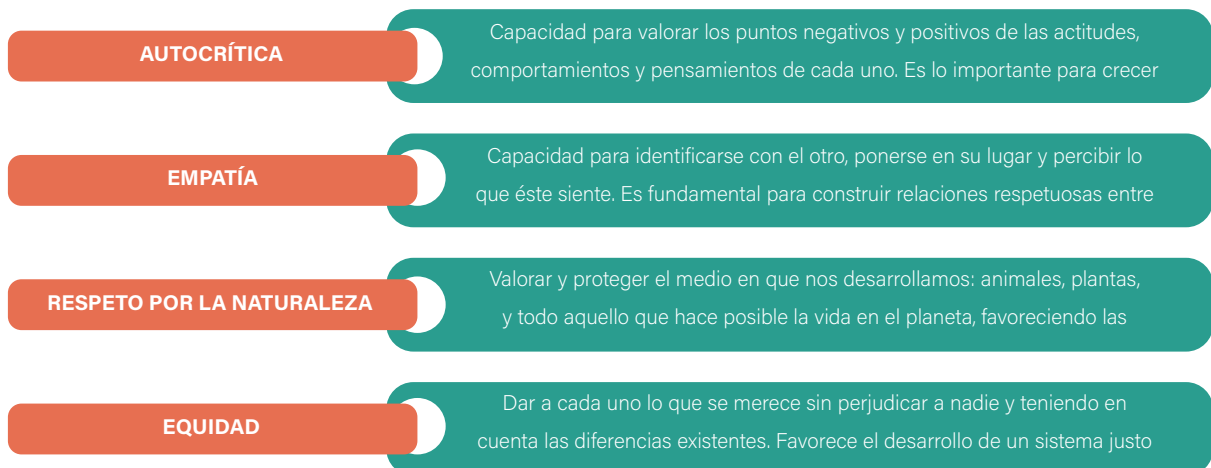 AUTOCRÍTICA
Capacidad para valorar los puntos negativos y positivos de las actitudes,
comportamientos y pensamientos de cada uno. Es lo importante para crecer
EMPATÍA
Capacidad para identificarse con el otro, ponerse en su lugar y percibir lo
que éste siente. Es fundamental para construir relaciones respetuosas entre
RESPETO POR LA NATURALEZA
Valorar y proteger el medio en que nos desarrollamos: animales, plantas,
y todo aquello que hace posible la vida en el planeta, favoreciendo las
EQUIDAD
Dar a cada uno lo que se merece sin perjudicar a nadie y teniendo en
cuenta las diferencias existentes. Favorece el desarrollo de un sistema justo